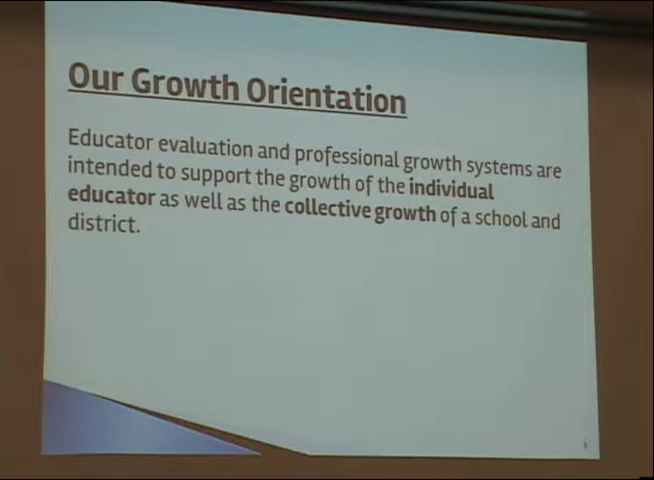 Our Growth Orientation
Educator evaluation and professional growth systems are
intended to support the growth of the individual
educator as well as the collective growth of a school and
district.